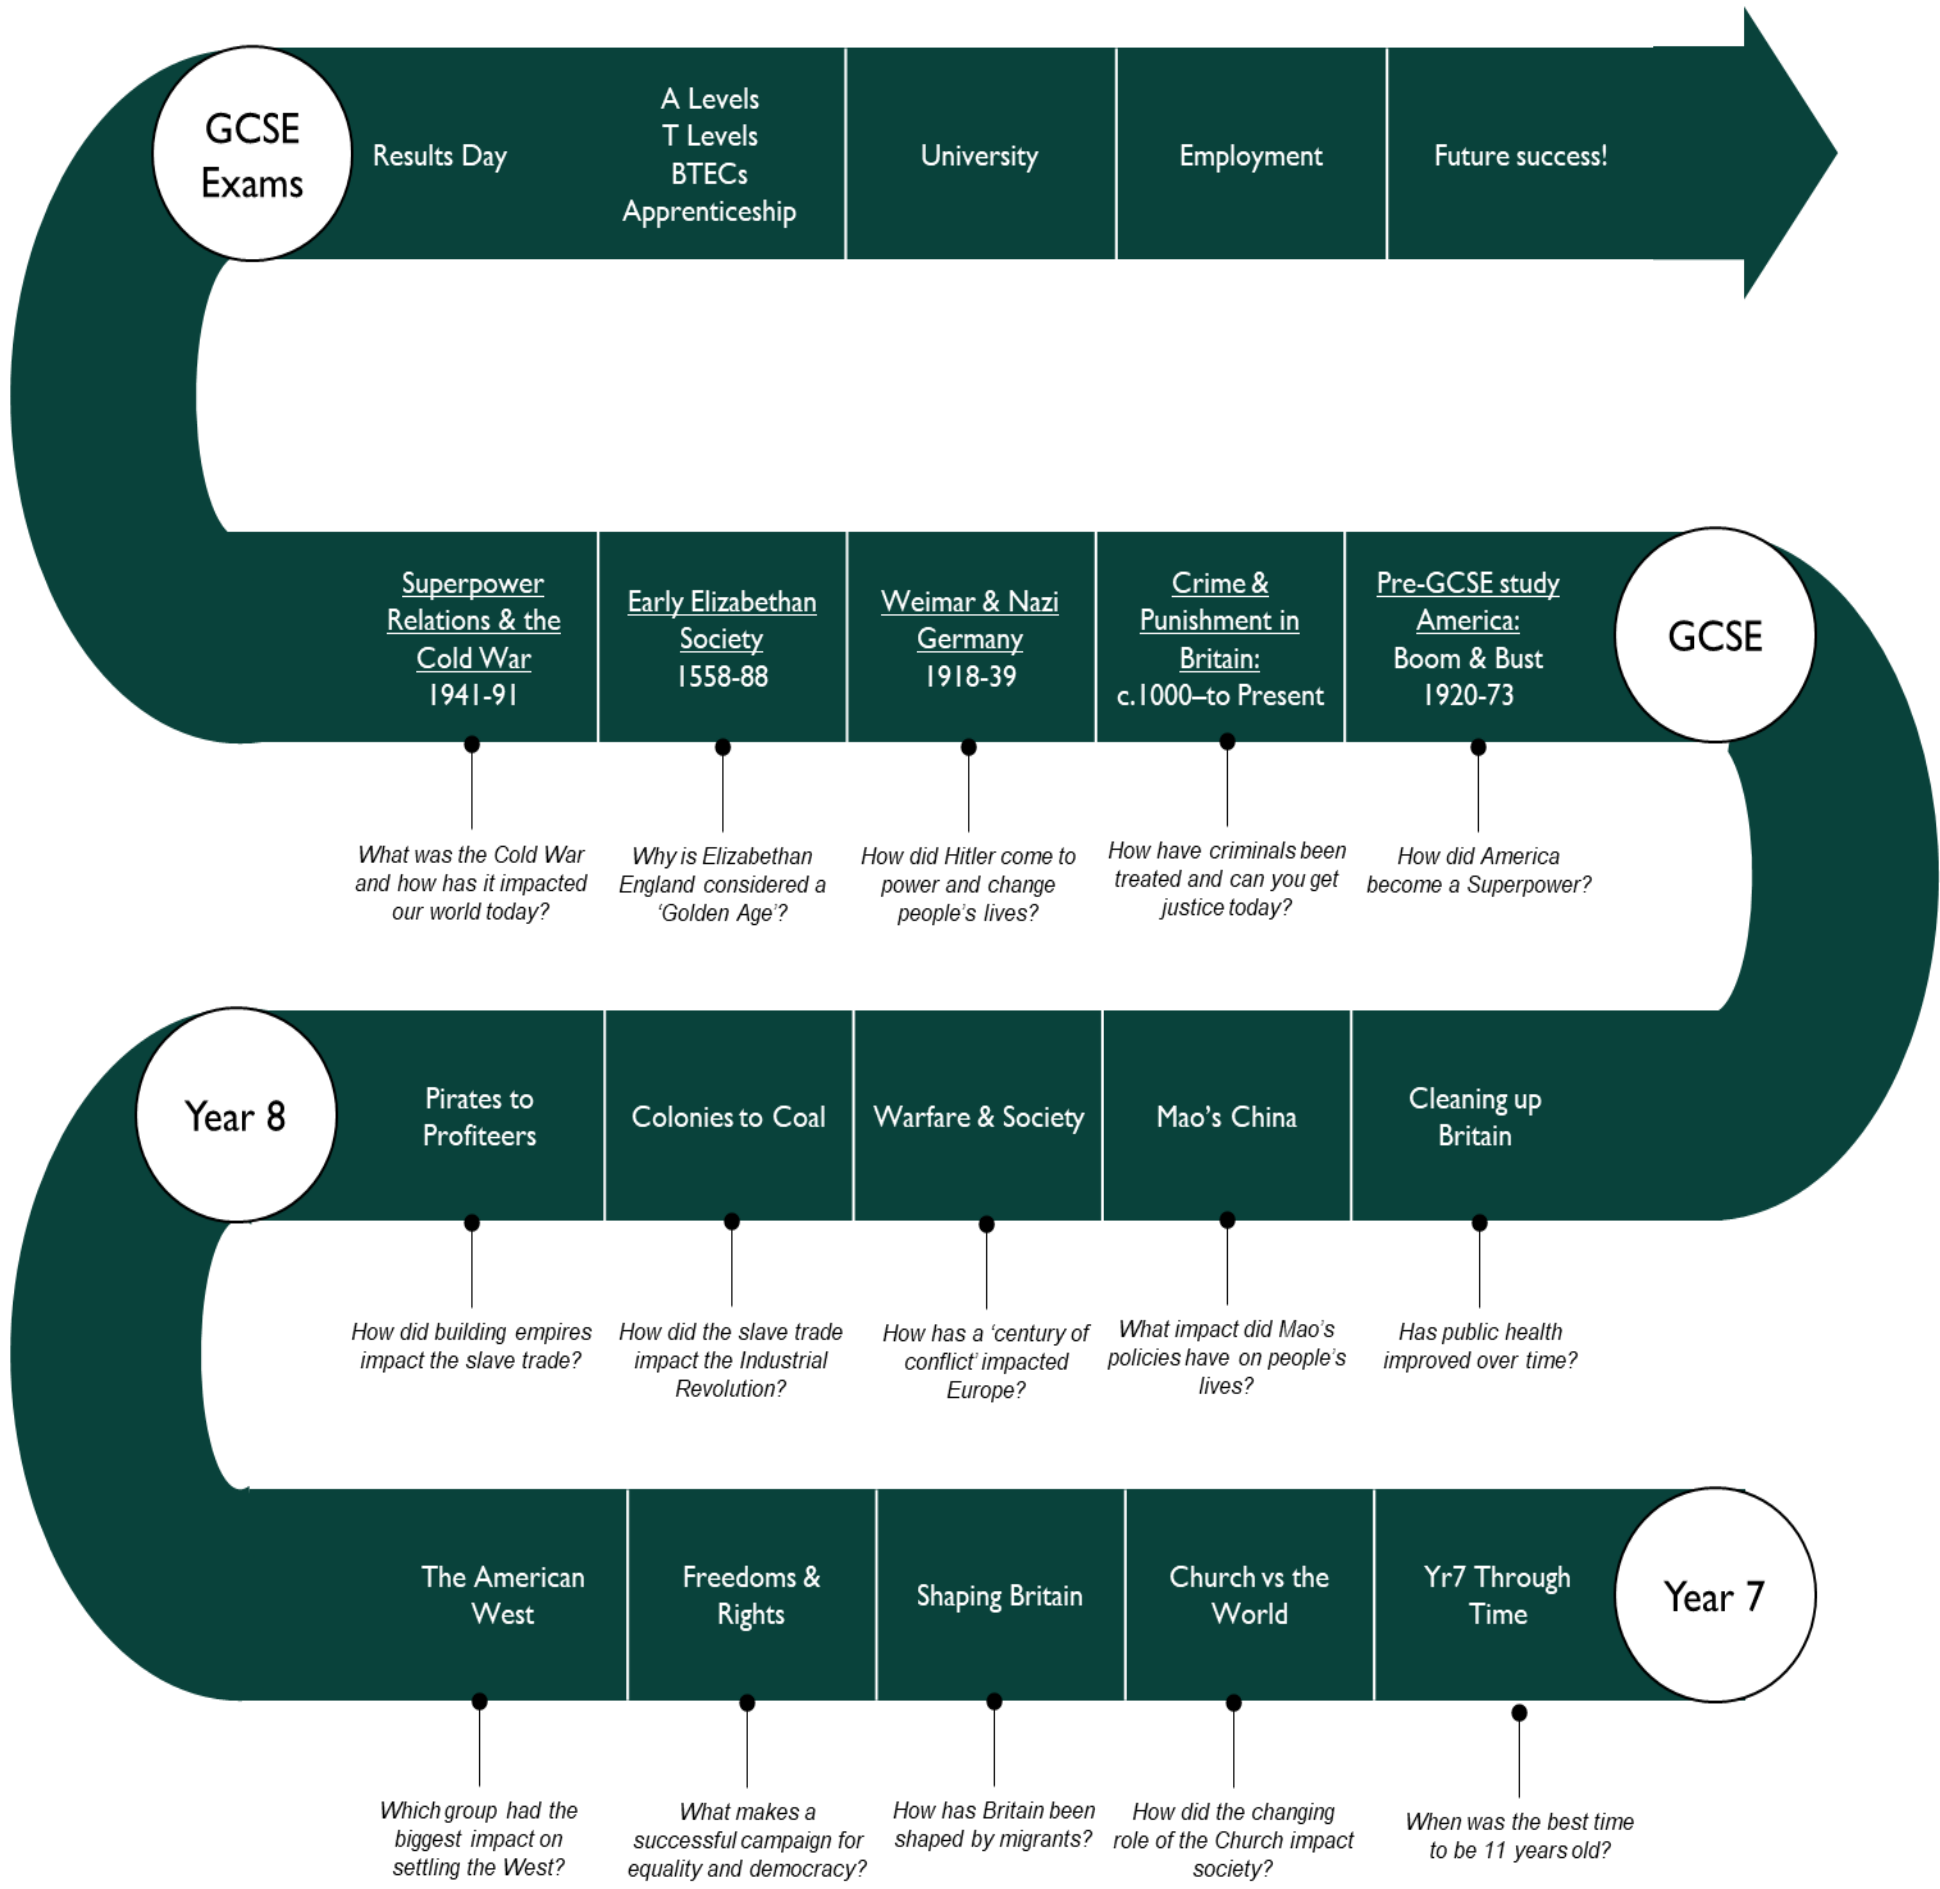 GCSE
Exams
Results Day
A Levels
T Levels
BTECs
Apprenticeship
University
Employment
Future success!
Superpower
Relations & the
Cold War
1941-91
Early Elizabethan
Society
1558-88
Weimar & Nazi
Germany
1918-39
Crime &
Punishment in
Britain:
c.1000–to Present
Pre-GCSE study
America:
Boom & Bust
1920-73
GCSE
What was the Cold War
and how has it impacted
our world today?
Why is Elizabethan
England considered a
‘Golden Age’?
How did Hitler come to
power and change
people’s lives?
How have criminals been
treated and can you get
justice today?
How did America
become a Superpower?
Year 8
Pirates to
Profiteers
Colonies to Coal
Warfare & Society
Mao’s China
Cleaning up
Britain
How did building empires
impact the slave trade?
How did the slave trade
impact the Industrial
Revolution?
How has a ‘century of
conflict’ impacted
Europe?
What impact did Mao’s
policies have on people’s
lives?
Has public health
improved over time?
The American
West
Freedoms &
Rights
Shaping Britain
Church vs the
World
Yr7 Through
Time
Year 7
Which group had the
biggest impact on
settling the West?
What makes a
successful campaign for
equality and democracy?
How has Britain been
shaped by migrants?
How did the changing
role of the Church impact
society?
When was the best time
to be 11 years old?